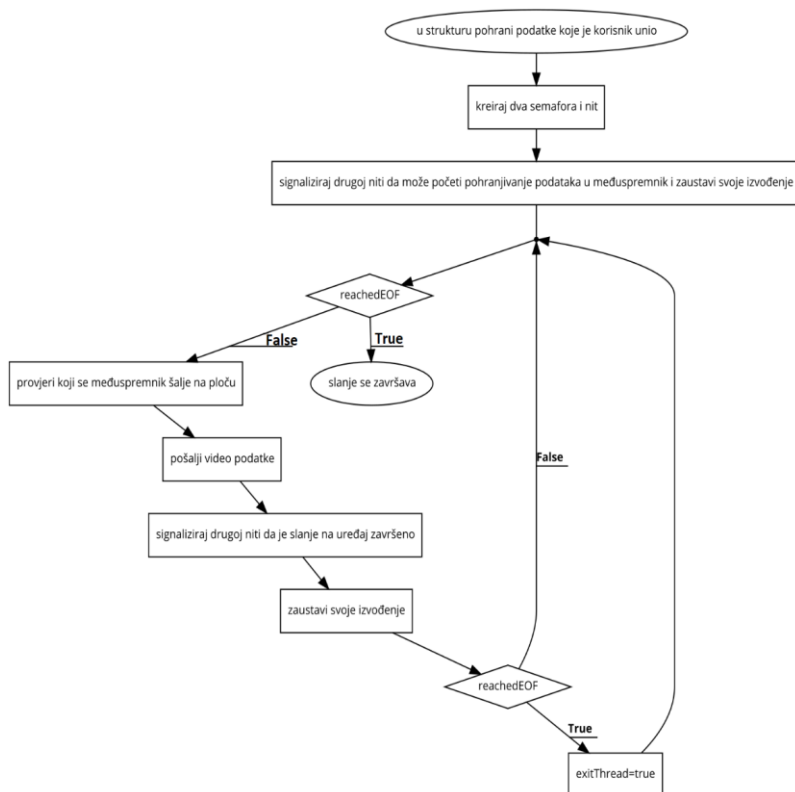 u strukturu pohrani podatke koje je korisnik unio
kreiraj dva semafora i nit
signaliziraj drugoj niti da može početi pohranjivanje podataka u međuspremnik i zaustavi svoje izvođenje
reachedEOF
False
True
provjeri koji se međuspremnik šalje na ploču
slanje se završava
pošalji video podatke
False
signaliziraj drugoj niti da je slanje na uređaj završeno
zaustavi svoje izvođenje
reachedEOF
True
exitThread=true